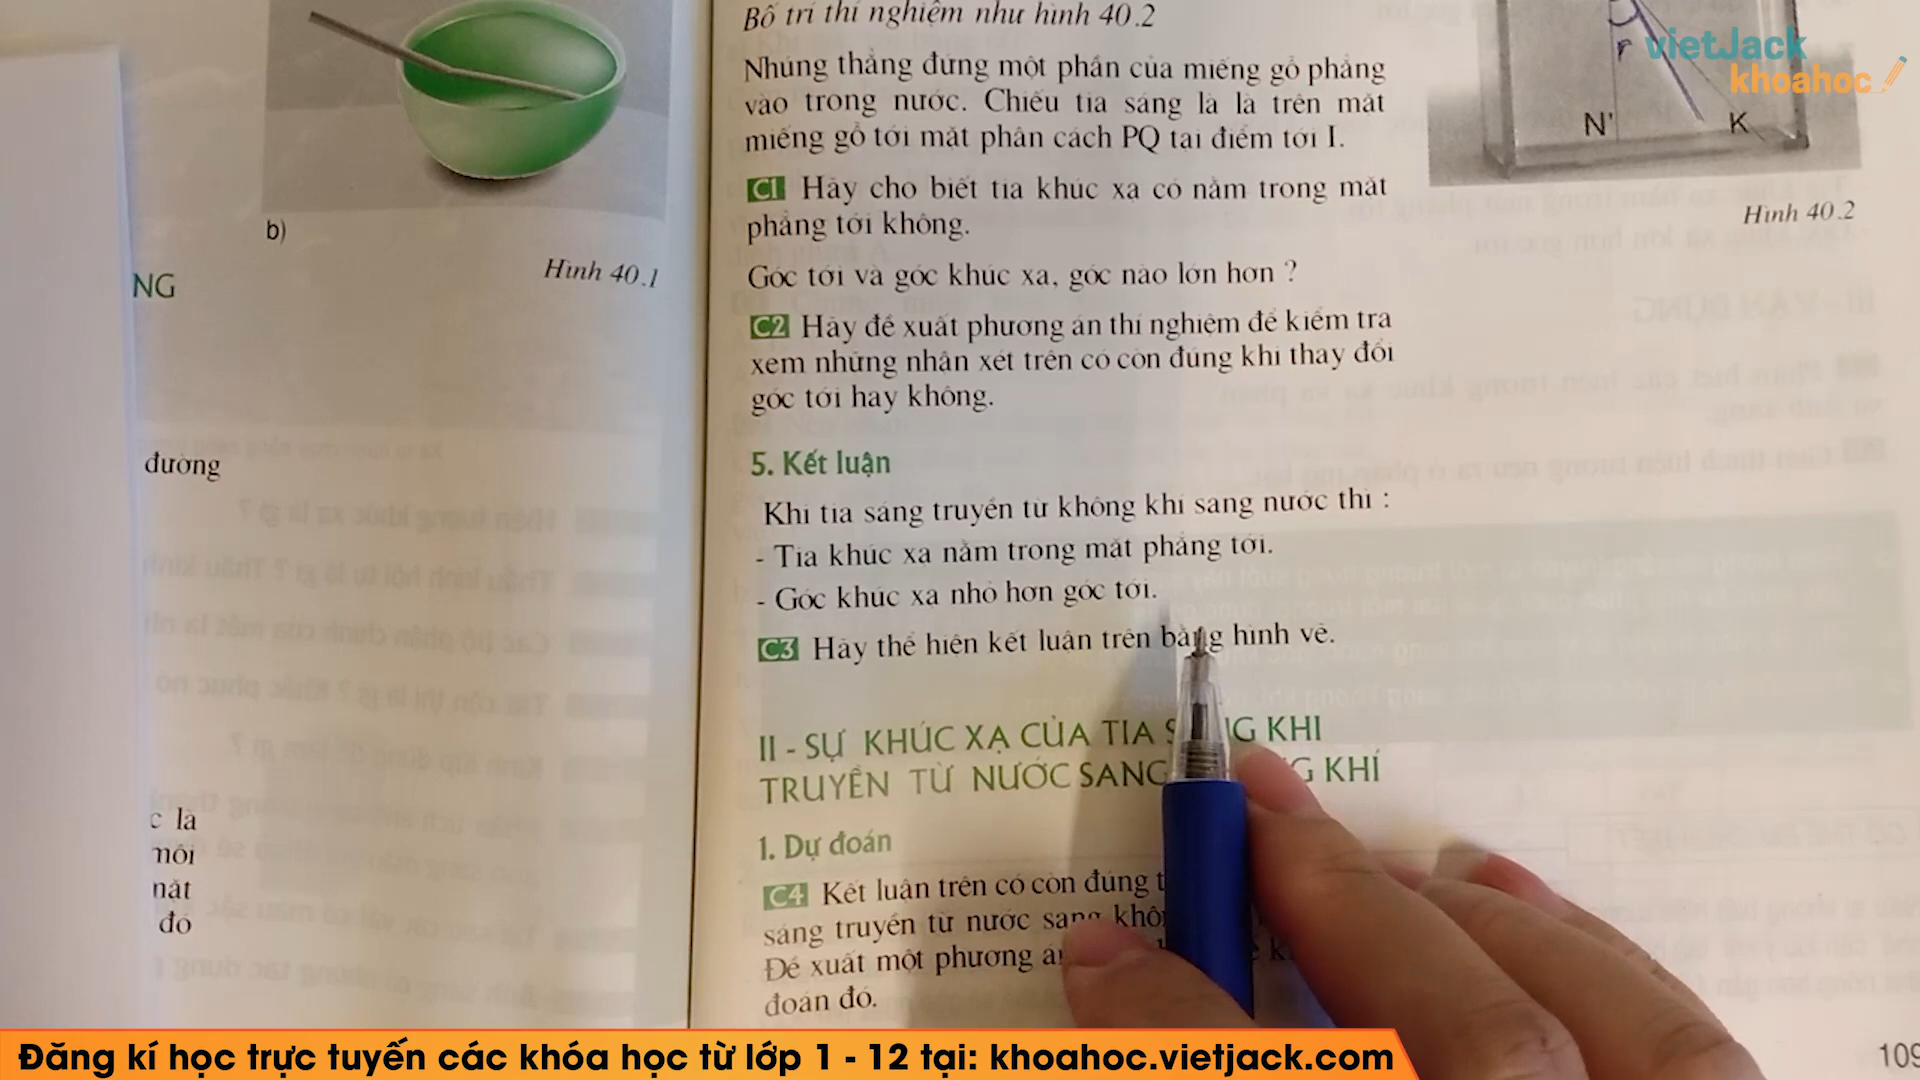 b)
Hình 40.1
NG
đường
c là
môi
mặt
đó
Bố trí thí nghiệm như hình 40.2
Nhúng thẳng đứng một phần của miếng gỗ phẳng
vào trong nước. Chiếu tia sáng là là trên mặt
miếng gỗ tới mặt phân cách PQ tại điểm tới I.
C1 Hãy cho biết tia khúc xạ có nằm trong mặt
phẳng tới không.
Góc tới và góc khúc xạ, góc nào lớn hơn ?
C2 Hãy đề xuất phương án thí nghiệm để kiểm tra
xem những nhận xét trên có còn đúng khi thay đổi
góc tới hay không.
5. Kết luận
Khi tia sáng truyền từ không khí sang nước thì :
- Tia khúc xạ nằm trong mặt phẳng tới.
- Góc khúc xạ nhỏ hơn góc tới.
C3 Hãy thể hiện kết luận trên bằng hình vẽ.
II - SỰ KHÚC XẠ CỦA TIA S NG KHI
TRUYỀN TỪ NƯỚC SANG G KHÍ
1. Dự đoán
C4 Kết luận trên có còn đúng t
sáng truyền từ nước sang khôn
Đề xuất một phương á
đoán đó.
r
N'
K
Hình 40.2
vietJack
khoahoc
109
Đăng kí học trực tuyến các khóa học từ lớp 1 - 12 tại: khoahoc.vietjack.com